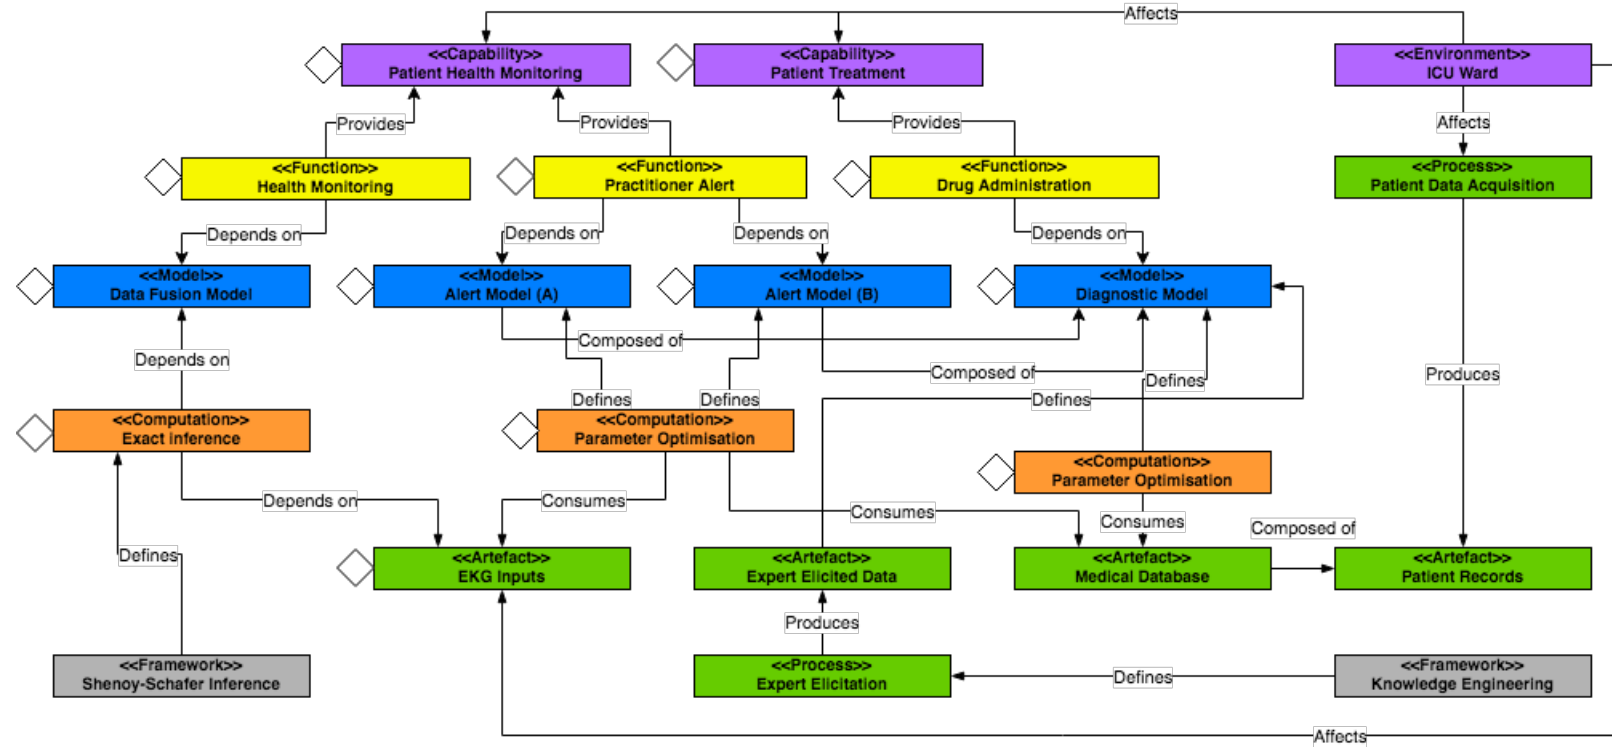 Affects
<<Capability>>
Patient Health Monitoring
<<Capability>>
Patient Treatment
<<Environment>>
ICU Ward
Provides
Provides
Provides
Affects
<<Function>>
Health Monitoring
<<Function>>
Practitioner Alert
<<Function>>
Drug Administration
<<Process>>
Patient Data Acquisition
Depends on
Depends on
Depends on
Depends on
<<Model>>
Data Fusion Model
<<Model>>
Alert Model (A)
<<Model>>
Alert Model (B)
<<Model>>
Diagnostic Model
Composed of
Depends on
Composed of
Defines
Produces
Defines
Defines
Defines
<<Computation>>
Exact inference
<<Computation>>
Parameter Optimisation
<<Computation>>
Parameter Optimisation
Depends on
Consumes
Consumes
Consumes
Composed of
Defines
<<Artefact>>
EKG Inputs
<<Artefact>>
Expert Elicited Data
<<Artefact>>
Medical Database
<<Artefact>>
Patient Records
Produces
<<Framework>>
Shenoy-Schafer Inference
<<Process>>
Expert Elicitation
Defines
<<Framework>>
Knowledge Engineering
Affects